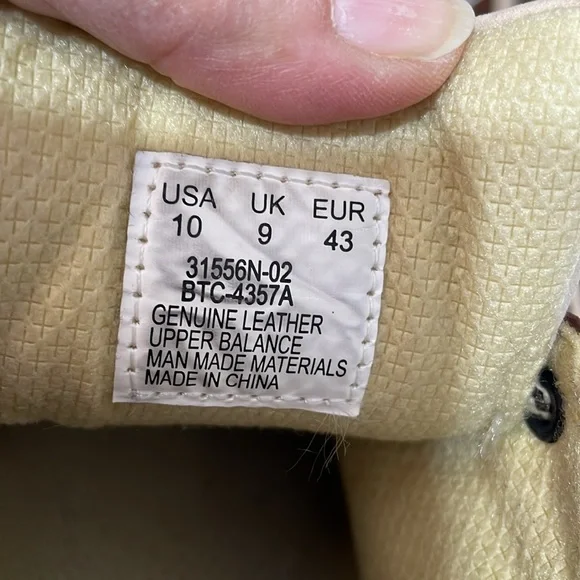 USA UK EUR
10 9 43
31556N-02
BTC-4357A
GENUINE LEATHER
UPPER BALANCE
MAN MADE MATERIALS
MADE IN CHINA